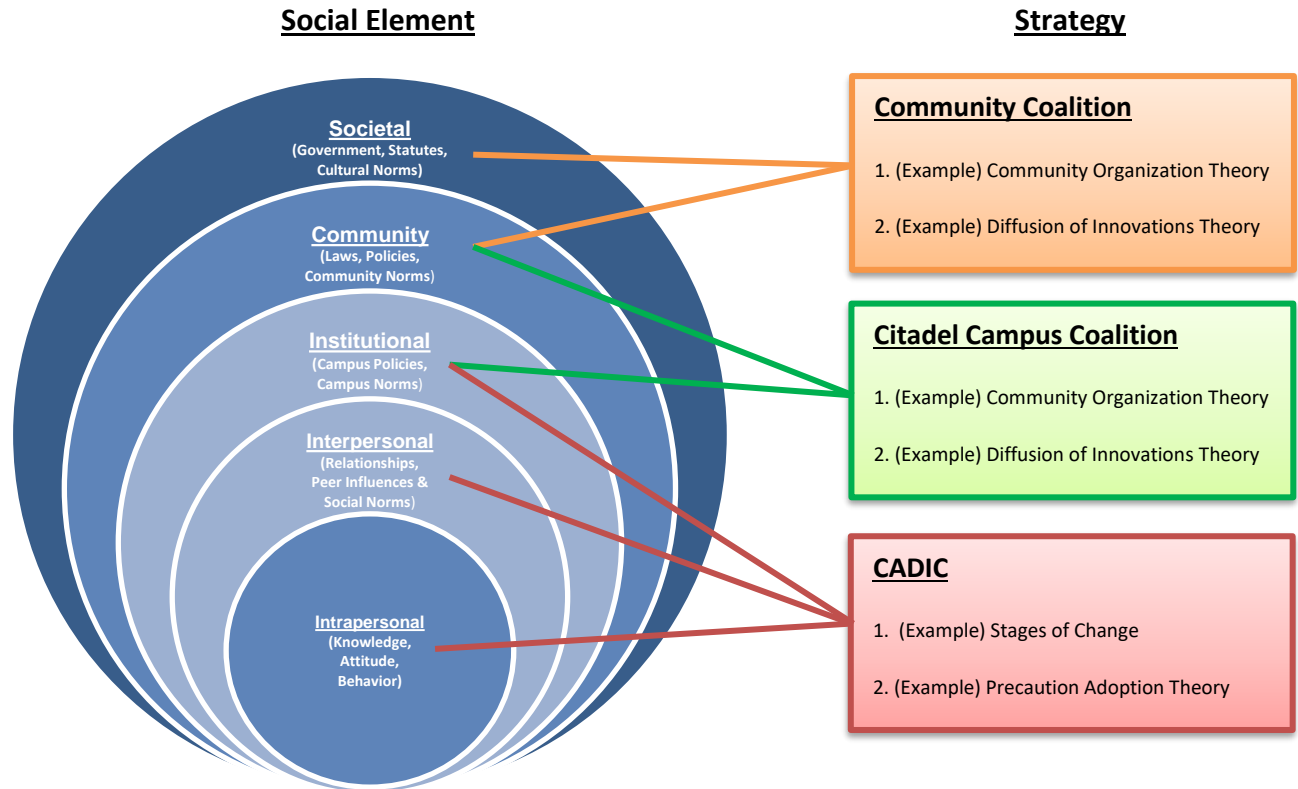 Social Element
Strategy
Societal
(Government, Statutes,
Cultural Norms)
Community
(Laws, Policies,
Community Norms)
Institutional
(Campus Policies,
Campus Norms)
Interpersonal
(Relationships,
Peer Influences &
Social Norms)
Intrapersonal
(Knowledge,
Attitude,
Behavior)
Community Coalition
1. (Example) Community Organization Theory
2. (Example) Diffusion of Innovations Theory
Citadel Campus Coalition
1. (Example) Community Organization Theory
2. (Example) Diffusion of Innovations Theory
CADIC
1. (Example) Stages of Change
2. (Example) Precaution Adoption Theory